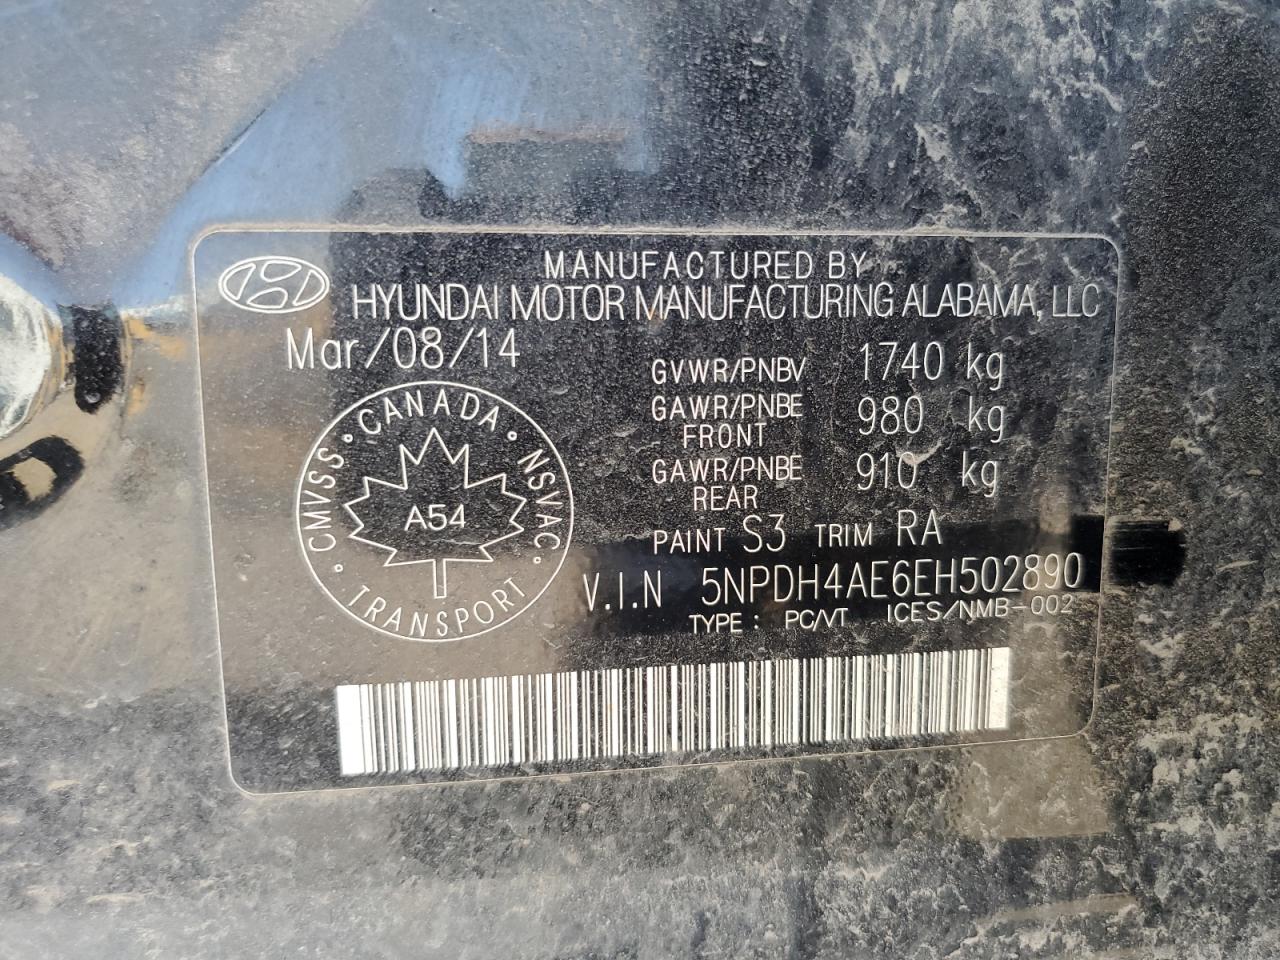 MANUFACTURED BY
HYUNDAI MOTOR MANUFACTURING ALABAMA, LLC
Mar/08/14
GVWR/PNBV 1740 kg
GAWR/PNBE 980 kg
FRONT
GAWR/PNBE 910 kg
REAR
CANADA
CMVSS
NSVAC
A54
TRANSPORT
PAINT S3 TRIM RA
V.I.N 5NPDH4AE6EH502890
TYPE : PC/VT ICES/NMB-002